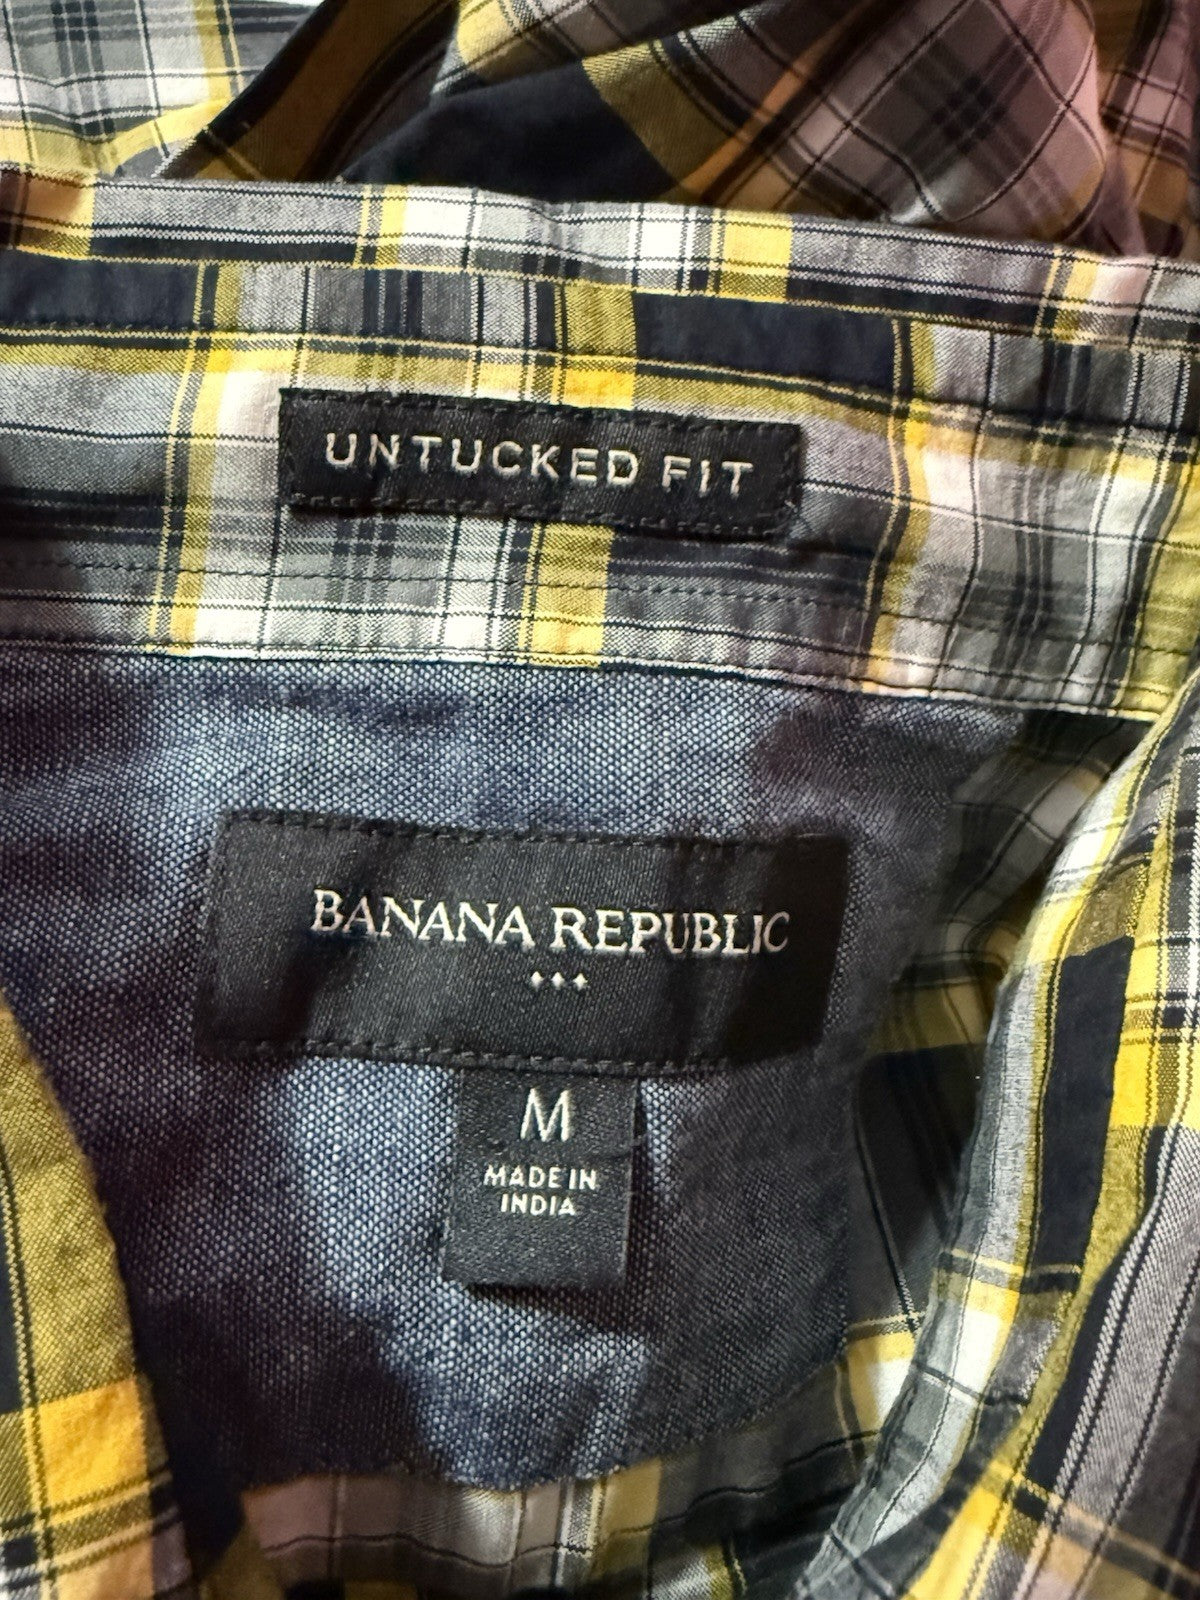 UNTUCKED FIT
BANANA REPUBLIC
M
MADE IN
INDIA